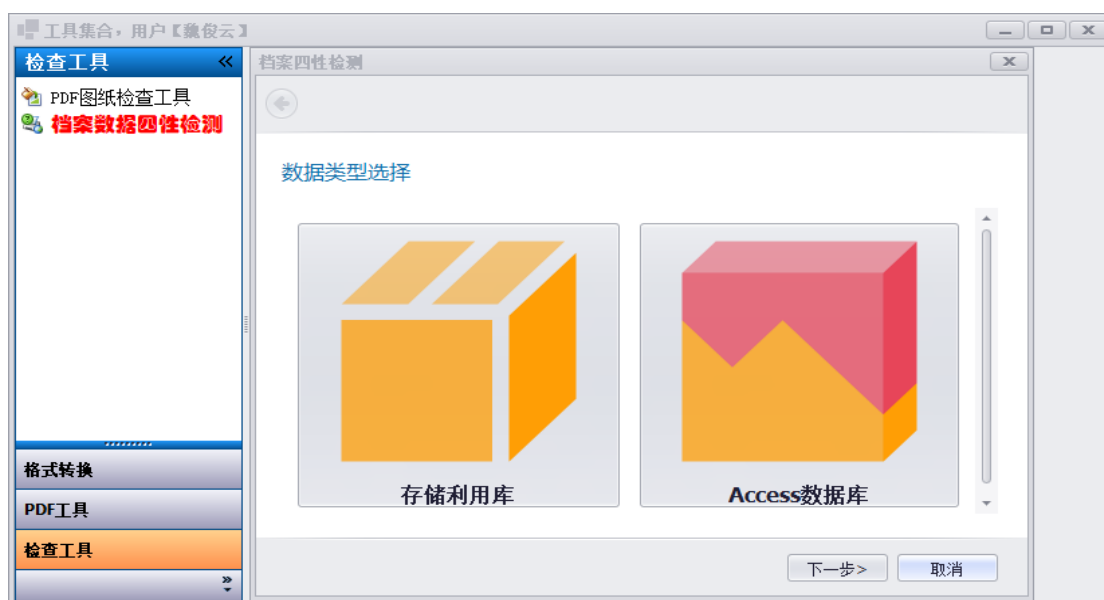 工具集合，用户【魏俊云】
检查工具
PDF图纸检查工具
档案数据四性检测
格式转换
PDF工具
检查工具
档案四性检测
数据类型选择
存储利用库
Access数据库
下一步>
取消